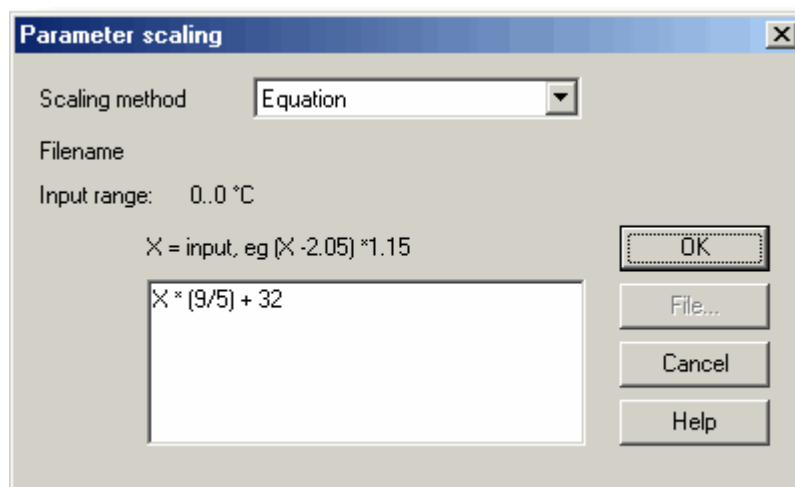 Parameter scaling
Scaling method Equation
Filename
Input range: 0..0 °C
X = input, eg (X -2.05) *1.15
OK
X * (9/5) + 32
File...
Cancel
Help